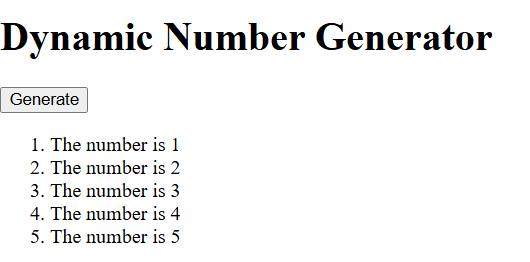 Dynamic Number Generator
Generate
1. The number is 1
2. The number is 2
3. The number is 3
4. The number is 4
5. The number is 5